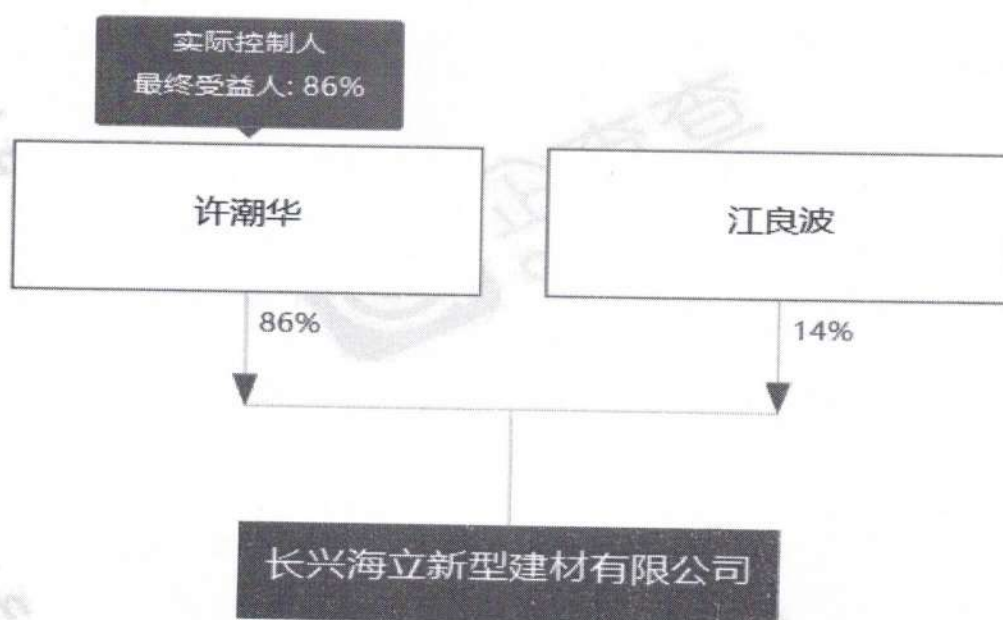 实际控制人
最终受益人: 86%
许潮华
江良波
86%
14%
长兴海立新型建材有限公司